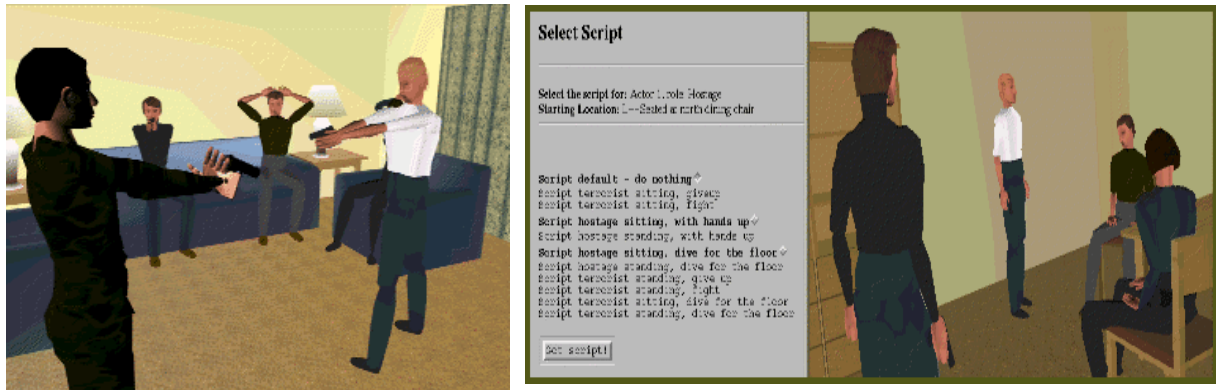 Select Script
Select the script for: Actor 1, role: Hostage
Starting Location: 1--Seated at north dining chair
Script default - do nothing
Script terrorist sitting, giveup
Script terrorist sitting, fight
Script hostage sitting, with hands up
Script hostage standing, with hands up
Script hostage sitting, dive for the floor
Script hostage standing, dive for the floor
Script terrorist standing, give up
Script terrorist standing, fight
Script terrorist sitting, dive for the floor
Script terrorist standing, dive for the floor
Set script!